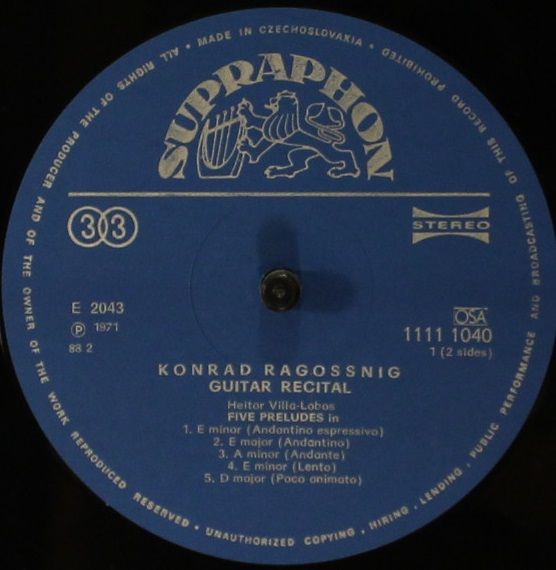 ALL RIGHTS OF THE PRODUCER AND OF THE OWNER OF THE WORK REPRODUCED RESERVED • UNAUTHORIZED COPYING, HIRING, LENDING, PUBLIC PERFORMANCE AND BROADCASTING OF THIS RECORD PROHIBITED • MADE IN CZECHOSLOVAKIA •
SUPRAPHON
33
STEREO
E 2043
OSA
Ⓟ 1971
1111 1040
88 2
1 (2 sides)
KONRAD RAGOSSNIG
GUITAR RECITAL
Heitor Villa-Lobos
FIVE PRELUDES in
1. E minor (Andantino espressivo)
2. E major (Andantino)
3. A minor (Andante)
4. E minor (Lento)
5. D major (Poco animato)